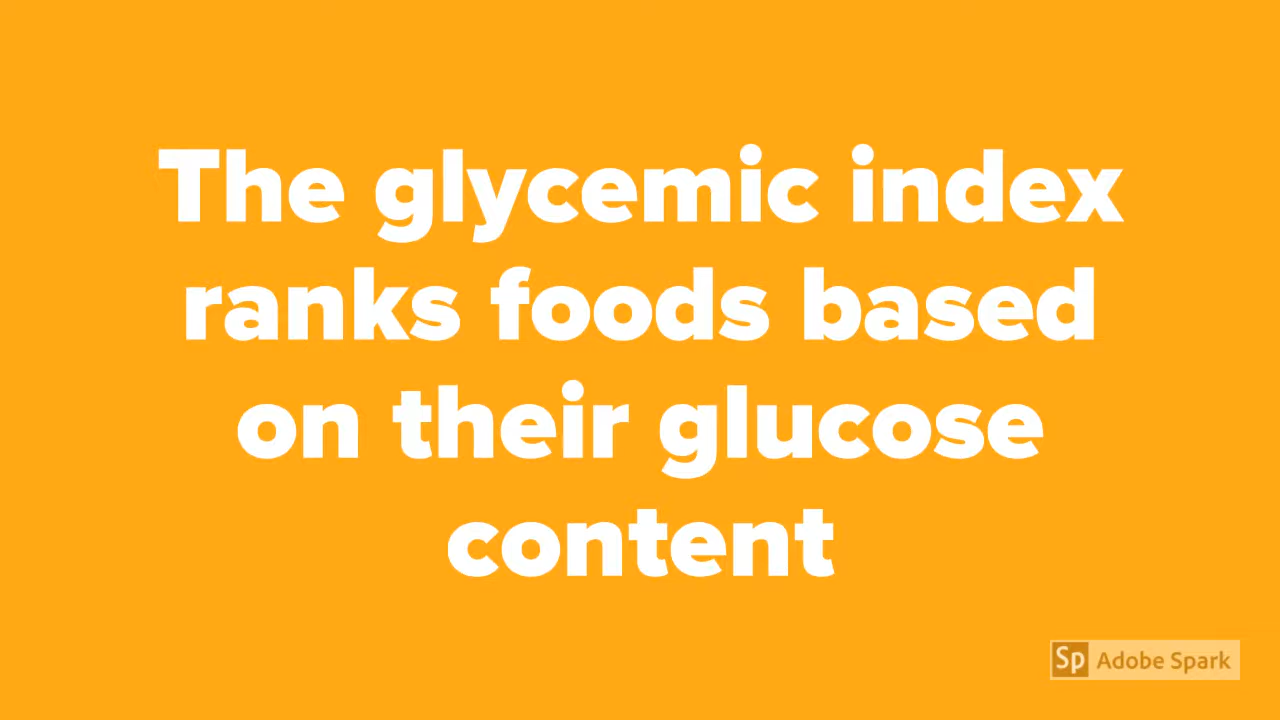 The glycemic index
ranks foods based
on their glucose
content
Sp Adobe Spark